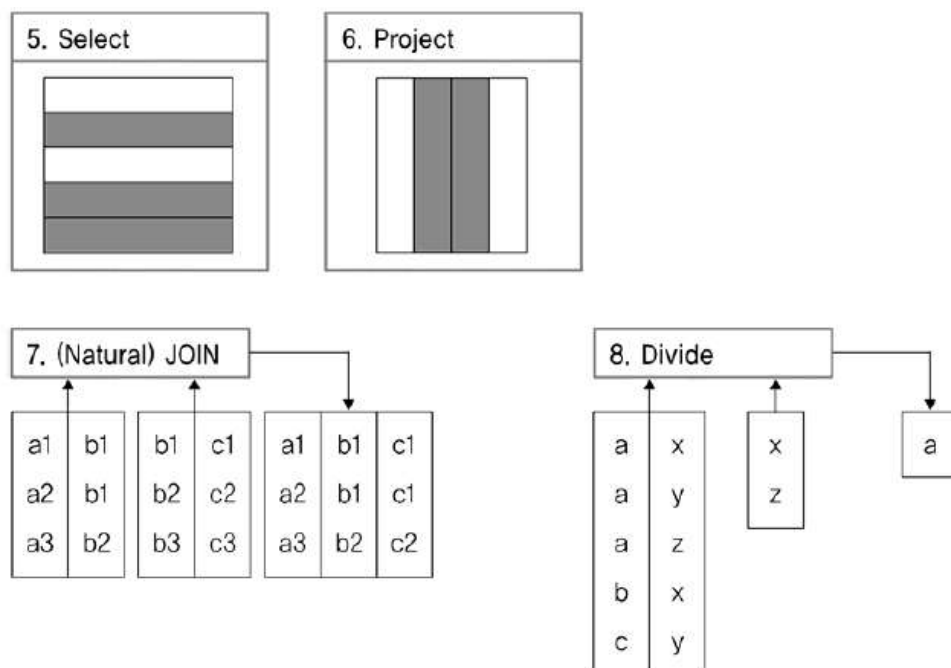 5. Select
6. Project
7. (Natural) JOIN
a1 b1
a2 b1
a3 b2
b1 c1
b2 c2
b3 c3
a1 b1 c1
a2 b1 c1
a3 b2 c2
8. Divide
a x
a y
a z
b x
c y
x
z
a